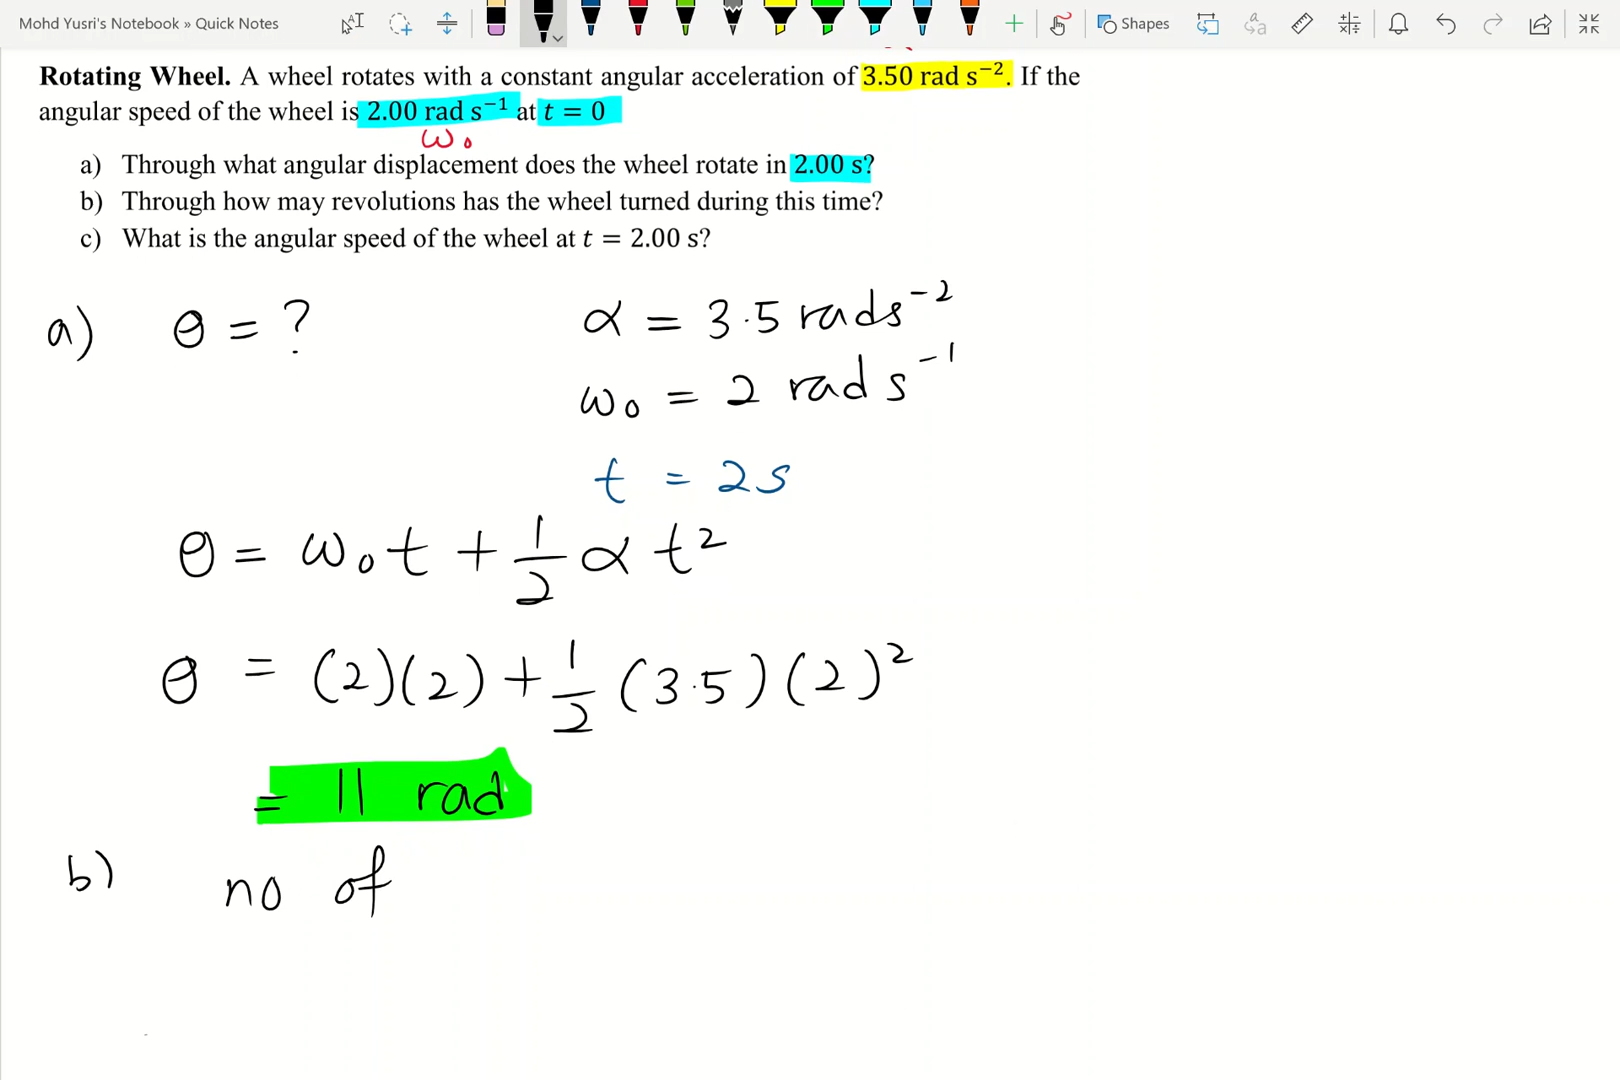 Mohd Yusri's Notebook » Quick Notes
Shapes
Rotating Wheel. A wheel rotates with a constant angular acceleration of 3.50 rad s⁻². If the
angular speed of the wheel is 2.00 rad s⁻¹ at t = 0
ω₀
a) Through what angular displacement does the wheel rotate in 2.00 s?
b) Through how may revolutions has the wheel turned during this time?
c) What is the angular speed of the wheel at t = 2.00 s?
a) θ = ? α = 3.5 rads⁻²
ω₀ = 2 rad s⁻¹
t = 2s
θ = ω₀t + 1/2 α t²
θ = (2)(2) + 1/2 (3.5)(2)²
= 11 rad
b) no of